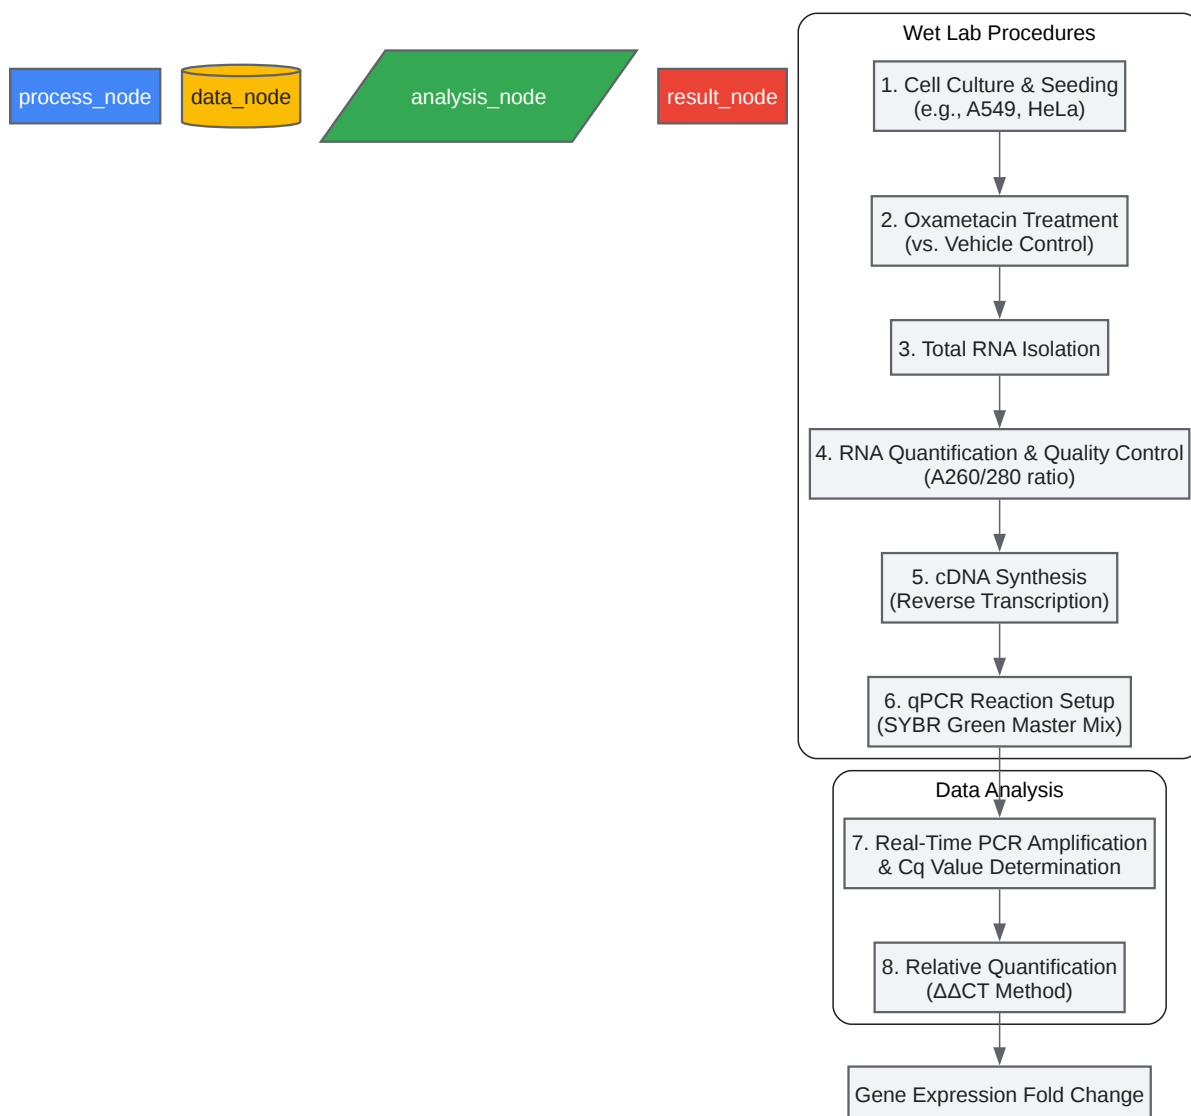 process_node
data_node
analysis_node
result_node
Wet Lab Procedures
1. Cell Culture & Seeding
(e.g., A549, HeLa)
2. Oxametacin Treatment
(vs. Vehicle Control)
3. Total RNA Isolation
4. RNA Quantification & Quality Control
(A260/280 ratio)
5. cDNA Synthesis
(Reverse Transcription)
6. qPCR Reaction Setup
(SYBR Green Master Mix)
Data Analysis
7. Real-Time PCR Amplification
& Cq Value Determination
8. Relative Quantification
(ΔΔCT Method)
Gene Expression Fold Change